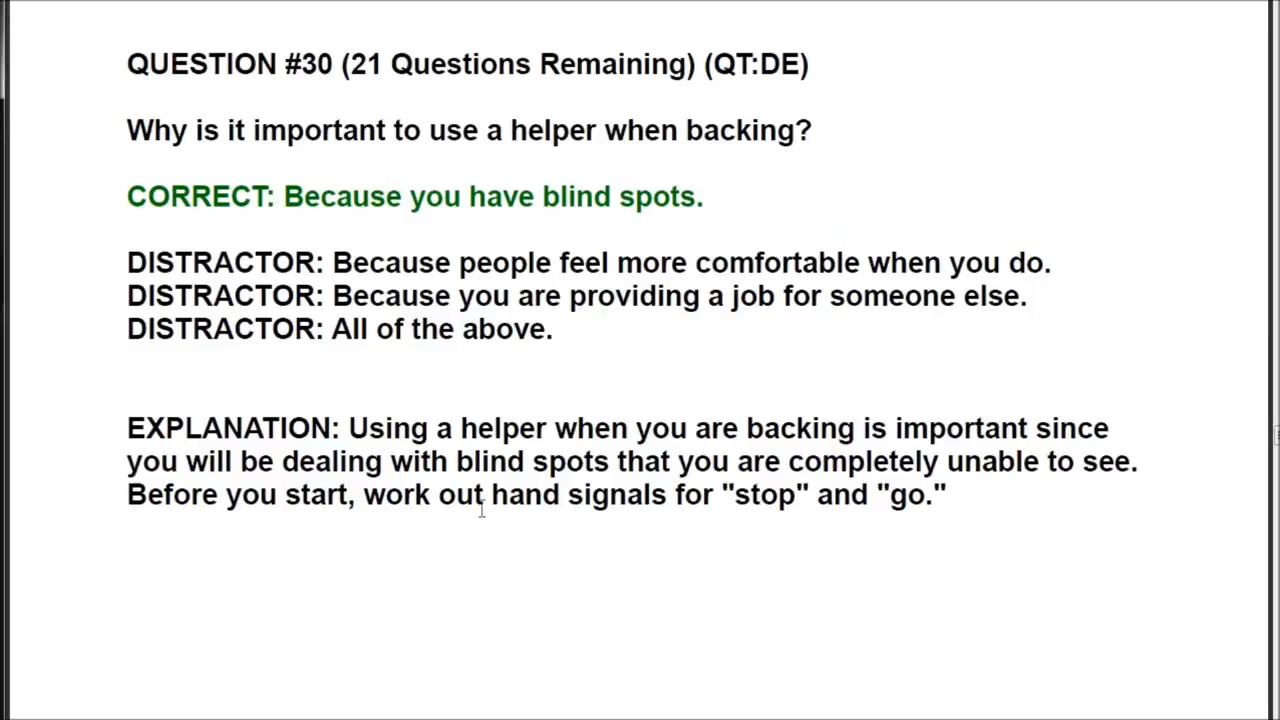 QUESTION #30 (21 Questions Remaining) (QT:DE)
Why is it important to use a helper when backing?
CORRECT: Because you have blind spots.
DISTRACTOR: Because people feel more comfortable when you do.
DISTRACTOR: Because you are providing a job for someone else.
DISTRACTOR: All of the above.
EXPLANATION: Using a helper when you are backing is important since
you will be dealing with blind spots that you are completely unable to see.
Before you start, work out hand signals for "stop" and "go."